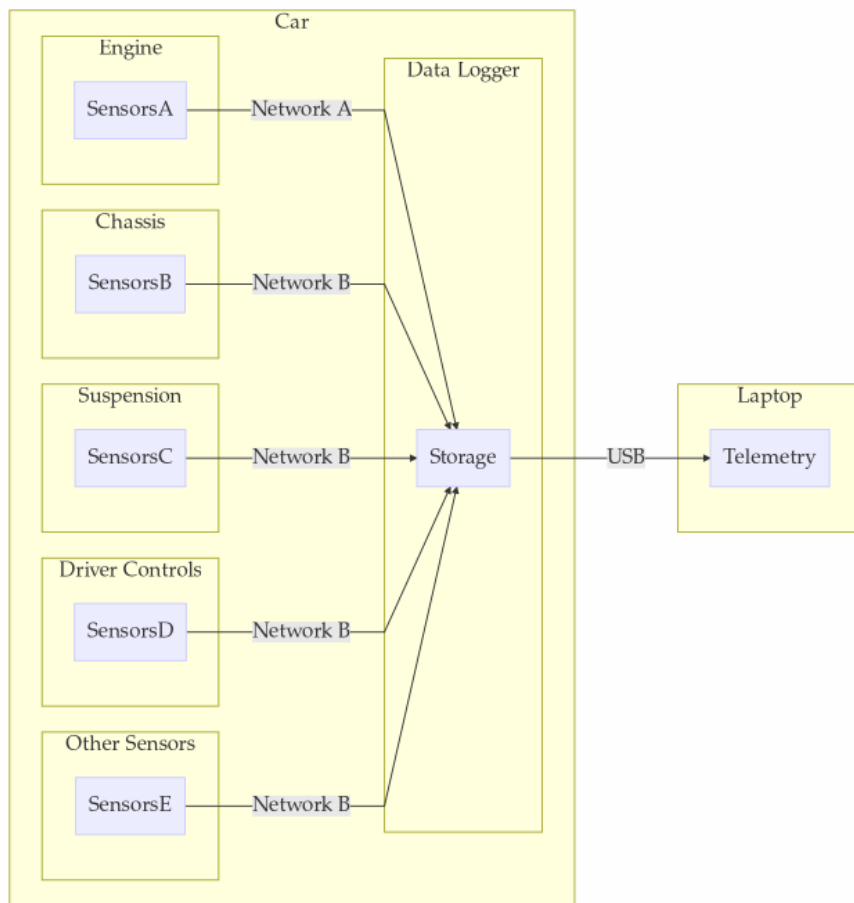 Car
Engine
SensorsA
Network A
Data Logger
Chassis
SensorsB
Network B
Suspension
SensorsC
Network B
Storage
USB
Laptop
Telemetry
Driver Controls
SensorsD
Network B
Other Sensors
SensorsE
Network B